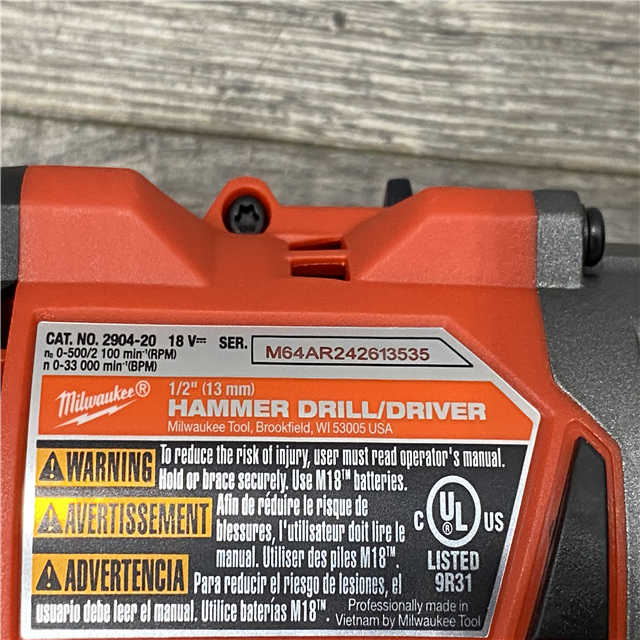 CAT. NO. 2904-20 18 V⎓ SER. M64AR242613535
n₀ 0-500/2 100 min⁻¹(RPM)
n 0-33 000 min⁻¹(BPM)
Milwaukee®
1/2" (13 mm)
HAMMER DRILL/DRIVER
Milwaukee Tool, Brookfield, WI 53005 USA
WARNING To reduce the risk of injury, user must read operator's manual.
Hold or brace securely. Use M18™ batteries.
AVERTISSEMENT Afin de réduire le risque de
blessures, l'utilisateur doit lire le
manual. Utiliser des piles M18™.
ADVERTENCIA Para reducir el riesgo de lesiones, el
usuario debe leer el manual. Utilice baterías M18™.
C UL US
LISTED
9R31
Professionally made in
Vietnam by Milwaukee Tool